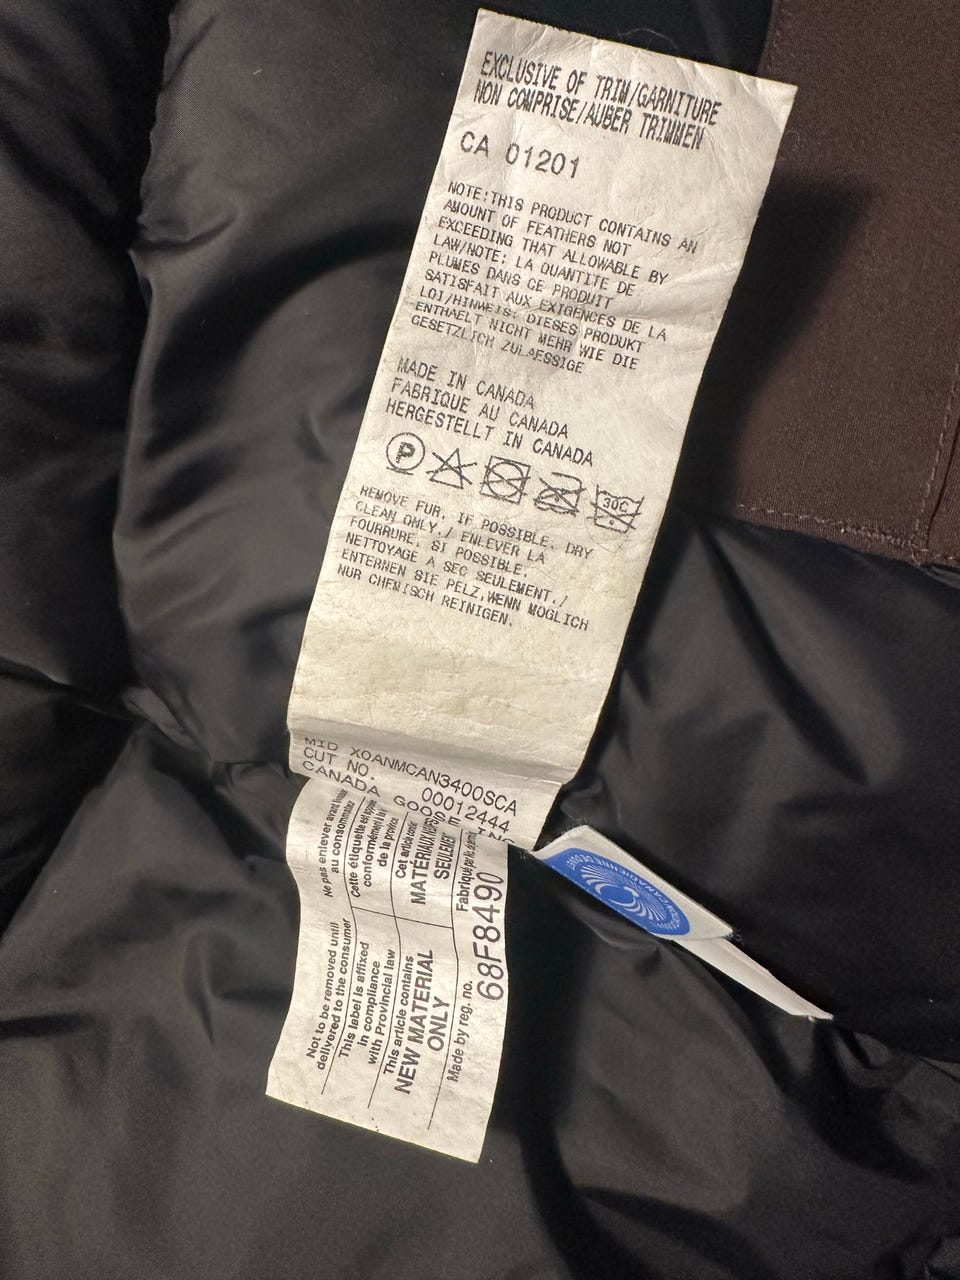 EXCLUSIVE OF TRIM/GARNITURE
NON COMPRISE/AUBER TRIMMEN
CA 01201
NOTE:THIS PRODUCT CONTAINS AN
AMOUNT OF FEATHERS NOT
EXCEEDING THAT ALLOWABLE BY
LAW/NOTE: LA QUANTITE DE
PLUMES DANS CE PRODUIT
SATISFAIT AUX EXIGENCES DE LA
LOI/HINWEIS: DIESES PRODUKT
ENTHAELT NICHT MEHR WIE DIE
GESETZLICH ZULAESSIGE
MADE IN CANADA
FABRIQUE AU CANADA
HERGESTELLT IN CANADA
P
30C
REMOVE FUR, IF POSSIBLE. DRY
CLEAN ONLY./ ENLEVER LA
FOURRURE, SI POSSIBLE.
NETTOYAGE A SEC SEULEMENT./
ENTERNEN SIE PELZ,WENN MOGLICH
NUR CHEMISCH REINIGEN.
MID XOANMCAN3400SCA
CUT NO. 00012444
CANADA GOOSE INC
Not to be removed until
delivered to the consumer
This label is affixed
in compliance
with Provincial law
This article contains
NEW MATERIAL
ONLY
Made by reg. no.
68F8490
Ne pas enlever avant
au consommateur
Cette étiquette est
conformément à la
de la province
Cet article contient
MATÉRIAUX NEUFS
SEULEMENT
Fabriqué par
CANADIENNE DE